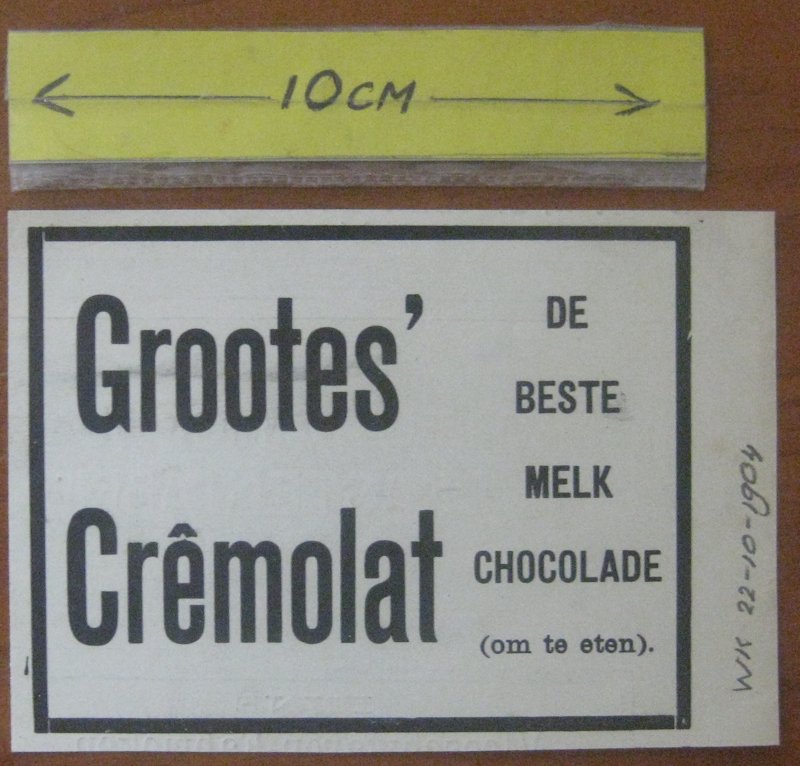 10CM
Grootes’
Crêmolat
DE
BESTE
MELK
CHOCOLADE
(om te eten).
WK 22-10-1904